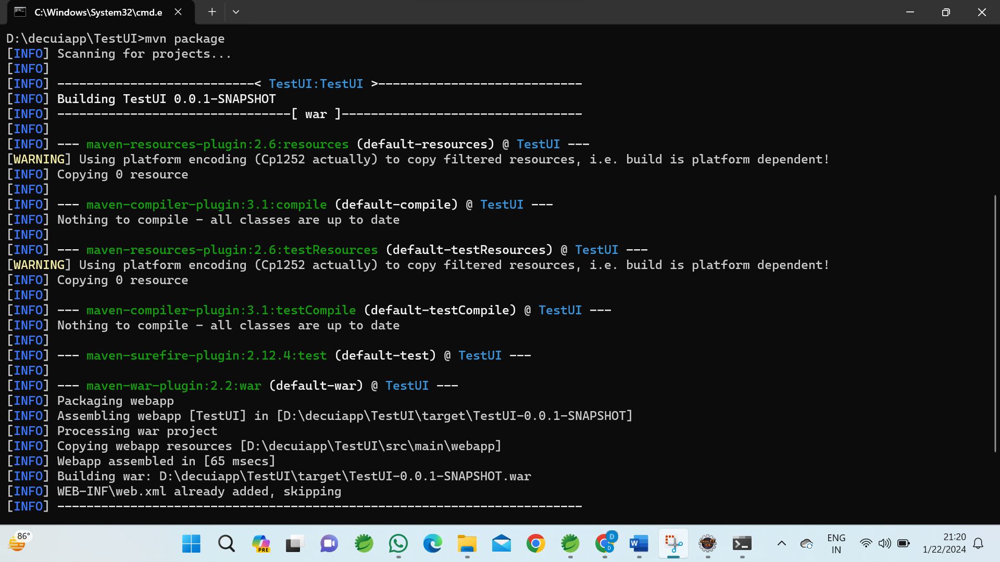 C:\Windows\System32\cmd.e
D:\decuiapp\TestUI>mvn package
[INFO] Scanning for projects...
[INFO]
[INFO] ---------------------------< TestUI:TestUI >----------------------------
[INFO] Building TestUI 0.0.1-SNAPSHOT
[INFO] --------------------------------[ war ]---------------------------------
[INFO]
[INFO] --- maven-resources-plugin:2.6:resources (default-resources) @ TestUI ---
[WARNING] Using platform encoding (Cp1252 actually) to copy filtered resources, i.e. build is platform dependent!
[INFO] Copying 0 resource
[INFO]
[INFO] --- maven-compiler-plugin:3.1:compile (default-compile) @ TestUI ---
[INFO] Nothing to compile - all classes are up to date
[INFO]
[INFO] --- maven-resources-plugin:2.6:testResources (default-testResources) @ TestUI ---
[WARNING] Using platform encoding (Cp1252 actually) to copy filtered resources, i.e. build is platform dependent!
[INFO] Copying 0 resource
[INFO]
[INFO] --- maven-compiler-plugin:3.1:testCompile (default-testCompile) @ TestUI ---
[INFO] Nothing to compile - all classes are up to date
[INFO]
[INFO] --- maven-surefire-plugin:2.12.4:test (default-test) @ TestUI ---
[INFO]
[INFO] --- maven-war-plugin:2.2:war (default-war) @ TestUI ---
[INFO] Packaging webapp
[INFO] Assembling webapp [TestUI] in [D:\decuiapp\TestUI\target\TestUI-0.0.1-SNAPSHOT]
[INFO] Processing war project
[INFO] Copying webapp resources [D:\decuiapp\TestUI\src\main\webapp]
[INFO] Webapp assembled in [65 msecs]
[INFO] Building war: D:\decuiapp\TestUI\target\TestUI-0.0.1-SNAPSHOT.war
[INFO] WEB-INF\web.xml already added, skipping
[INFO] ------------------------------------------------------------------------
86°
PRE
D
D
W
Java EE
IDE
ENG
IN
21:20
1/22/2024